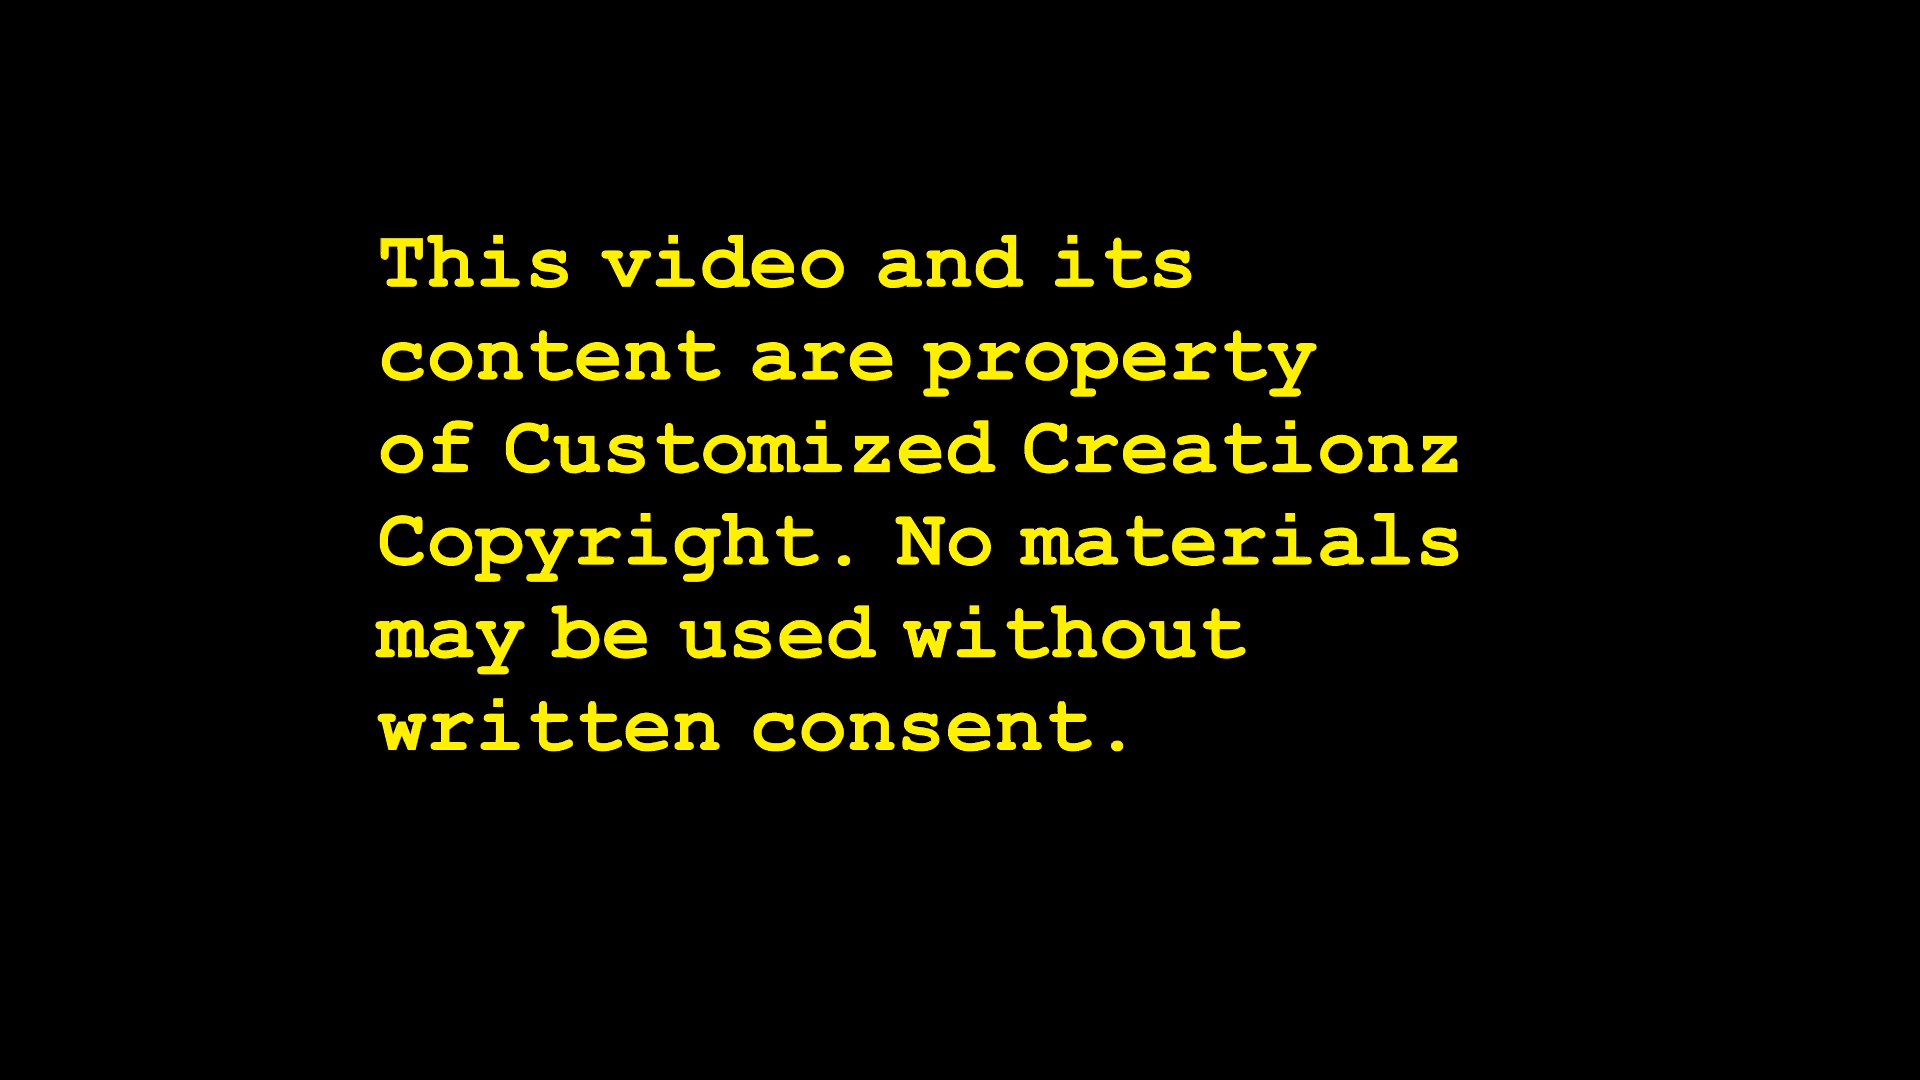 This video and its
content are property
of Customized Creationz
Copyright. No materials
may be used without
written consent.